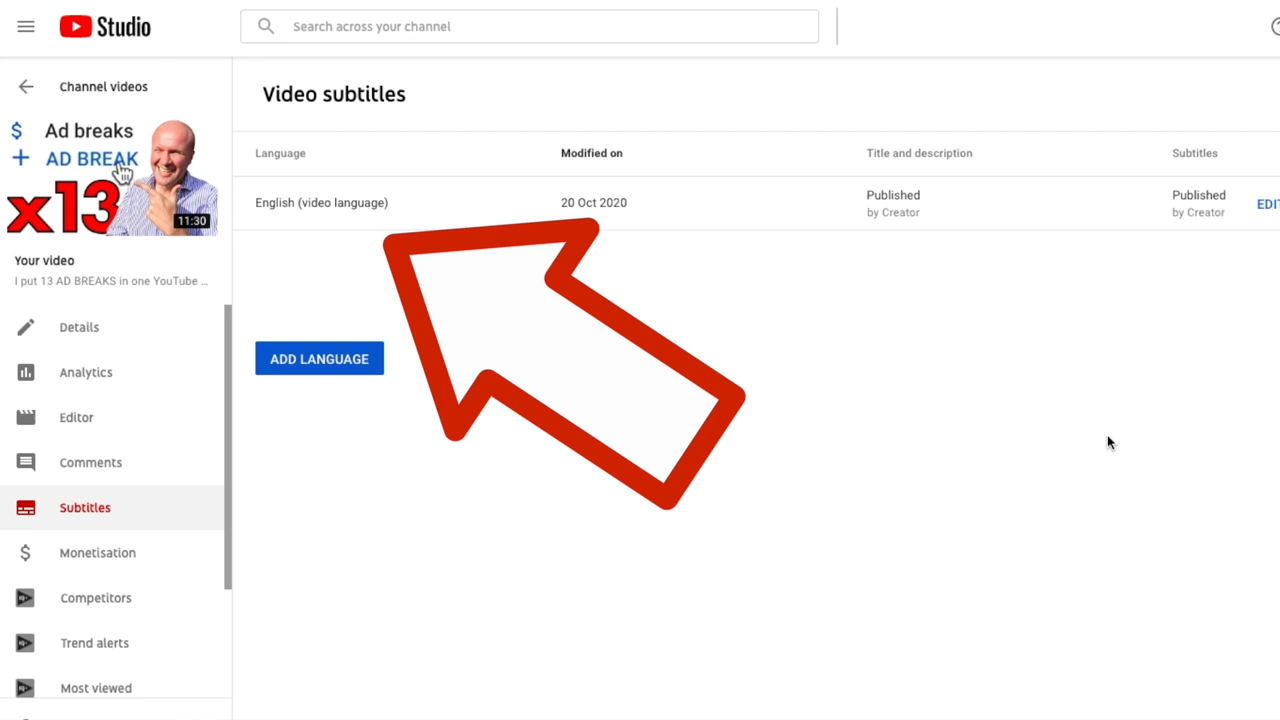 Studio
Search across your channel
Channel videos
$ Ad breaks
+ AD BREAK
x13
11:30
Your video
I put 13 AD BREAKS in one YouTube ...
Details
Analytics
Editor
Comments
Subtitles
Monetisation
Competitors
Trend alerts
Most viewed
Video subtitles
Language Modified on Title and description Subtitles
English (video language) 20 Oct 2020 Published Published EDIT
by Creator by Creator
ADD LANGUAGE